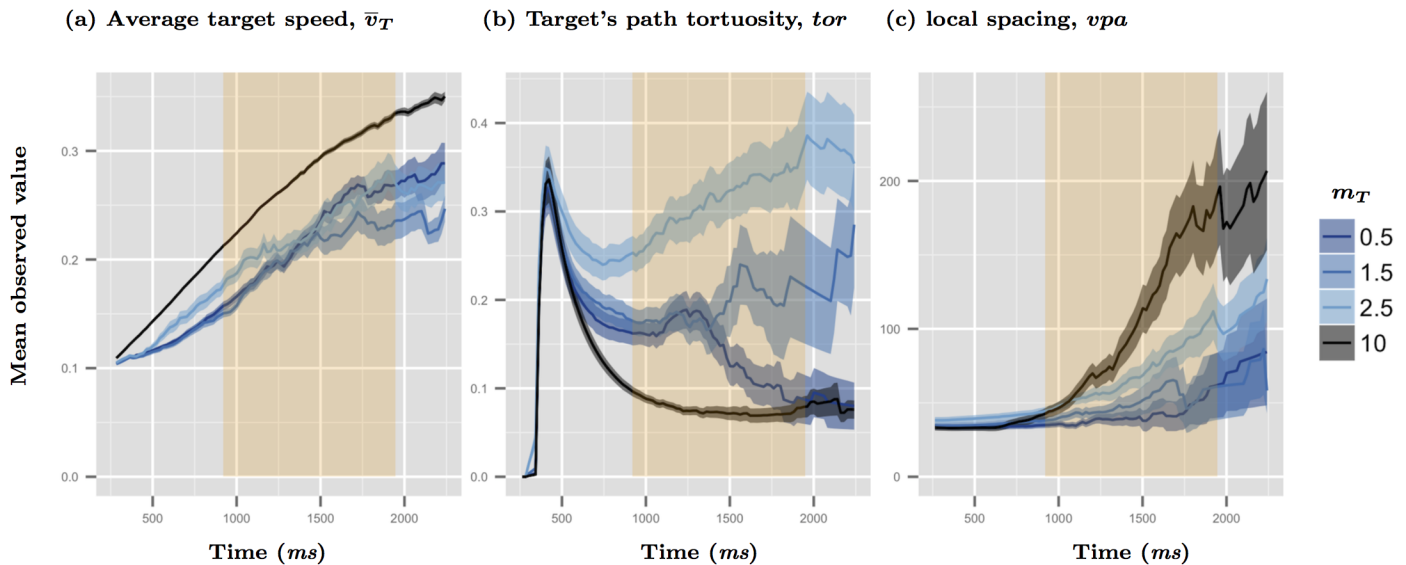 (a) Average target speed, v̅_T
(b) Target's path tortuosity, tor
(c) local spacing, vpa
Mean observed value
0.3
0.2
0.1
0.0
500 1000 1500 2000
Time (ms)
0.4
0.3
0.2
0.1
0.0
500 1000 1500 2000
Time (ms)
200
100
0
500 1000 1500 2000
Time (ms)
m_T
0.5
1.5
2.5
10